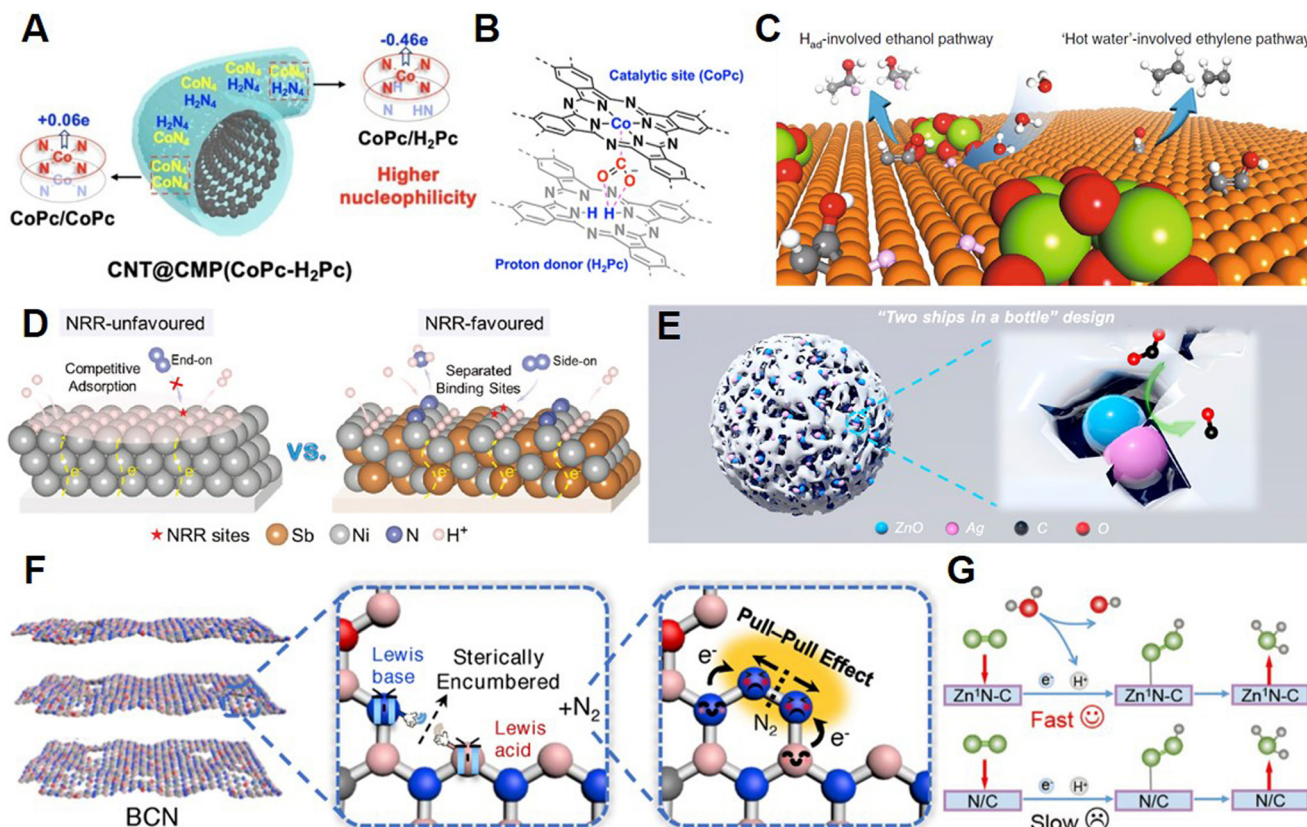 A
CoN₄
H₂N₄
CoN₄
H₂N₄
CoN₄
H₂N₄
H₂N₄
CoN₄
CoN₄
CoN₄
+0.06e
Co
N
N
N
N
Co
N
N
CoPc/CoPc
-0.46e
N
N
Co
N
H
N
N
HN
CoPc/H₂Pc
Higher
nucleophilicity
CNT@CMP(CoPc-H₂Pc)
B
Catalytic site (CoPc)
N
N
N
N
Co
N
N
N
N
C
O
O
-
N
N
N
H
H
N
N
N
N
Proton donor (H₂Pc)
C
Had-involved ethanol pathway
'Hot water'-involved ethylene pathway
D
NRR-unfavoured
Competitive
Adsorption
End-on
e⁻
e⁻
e⁻
vs.
NRR-favoured
Separated
Binding Sites
Side-on
e⁻
e⁻
e⁻
NRR sites
Sb
Ni
N
H⁺
E
"Two ships in a bottle" design
ZnO
Ag
C
O
F
BCN
Lewis
base
Sterically
Encumbered
Lewis
acid
+N₂
Pull–Pull Effect
e⁻
N₂
e⁻
G
Zn¹N-C
e⁻
H⁺
Zn¹N-C
Zn¹N-C
Fast
N/C
e⁻
H⁺
N/C
N/C
Slow